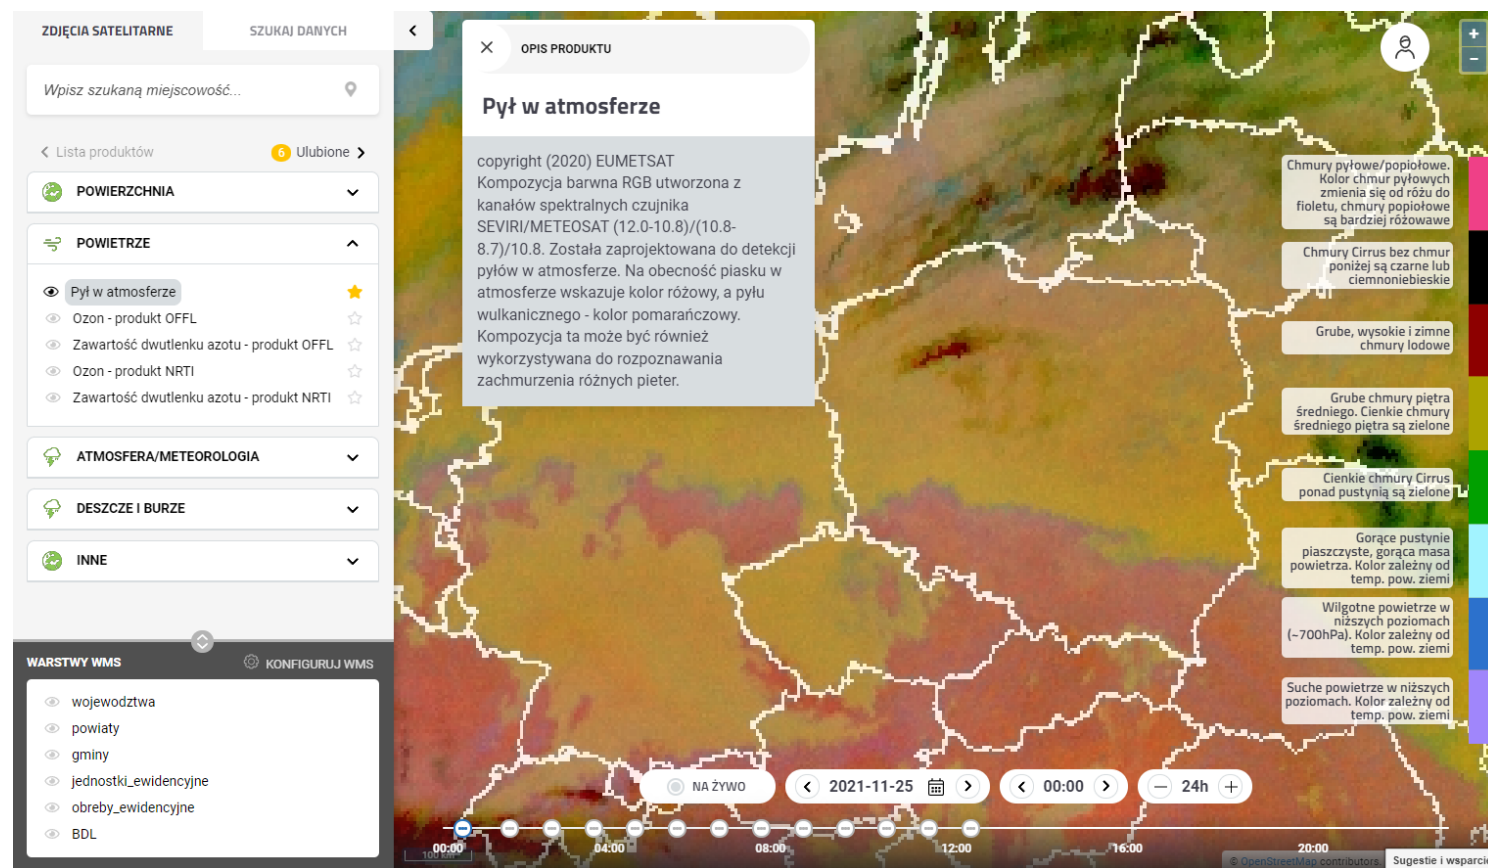 ZDJĘCIA SATELITARNE
SZUKAJ DANYCH
Wpisz szukaną miejscowość...
Lista produktów
6 Ulubione
POWIERZCHNIA
POWIETRZE
Pył w atmosferze
Ozon - produkt OFFL
Zawartość dwutlenku azotu - produkt OFFL
Ozon - produkt NRTI
Zawartość dwutlenku azotu - produkt NRTI
ATMOSFERA/METEOROLOGIA
DESZCZE I BURZE
INNE
WARSTWY WMS
KONFIGURUJ WMS
wojewodztwa
powiaty
gminy
jednostki_ewidencyjne
obreby_ewidencyjne
BDL
OPIS PRODUKTU
Pył w atmosferze
copyright (2020) EUMETSAT
Kompozycja barwna RGB utworzona z
kanałów spektralnych czujnika
SEVIRI/METEOSAT (12.0-10.8)/(10.8-
8.7)/10.8. Została zaprojektowana do detekcji
pyłów w atmosferze. Na obecność piasku w
atmosferze wskazuje kolor różowy, a pyłu
wulkanicznego - kolor pomarańczowy.
Kompozycja ta może być również
wykorzystywana do rozpoznawania
zachmurzenia różnych pieter.
+
−
Chmury pyłowe/popiołowe.
Kolor chmur pyłowych
zmienia się od różu do
fioletu, chmury popiołowe
są bardziej różowawe
Chmury Cirrus bez chmur
poniżej są czarne lub
ciemnoniebieskie
Grube, wysokie i zimne
chmury lodowe
Grube chmury piętra
średniego. Cienkie chmury
średniego piętra są zielone
Cienkie chmury Cirrus
ponad pustynią są zielone
Gorące pustynie
piaszczyste, gorąca masa
powietrza. Kolor zależny od
temp. pow. ziemi
Wilgotne powietrze w
niższych poziomach
(~700hPa). Kolor zależny od
temp. pow. ziemi
Suche powietrze w niższych
poziomach. Kolor zależny od
temp. pow. ziemi
NA ŻYWO
2021-11-25
00:00
24h
00:00
04:00
08:00
12:00
16:00
20:00
100 km
© OpenStreetMap contributors.
Sugestie i wsparci